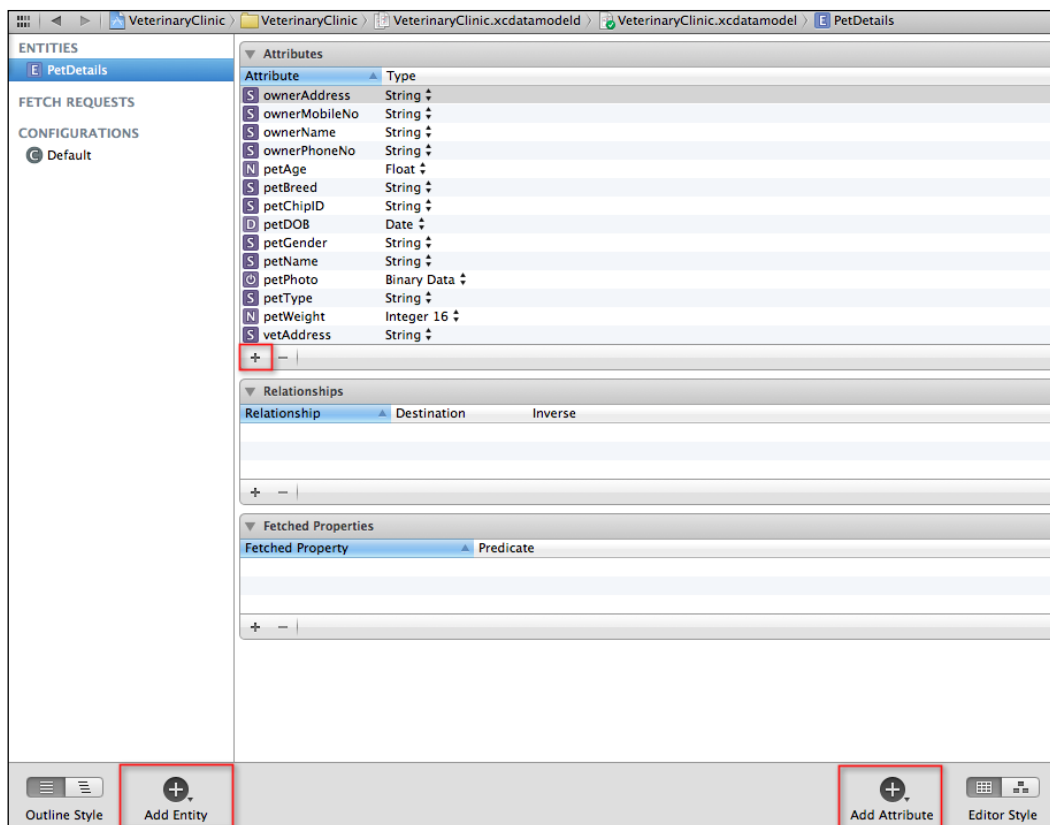 VeterinaryClinic VeterinaryClinic VeterinaryClinic.xcdatamodeld VeterinaryClinic.xcdatamodel E PetDetails
ENTITIES
E PetDetails
FETCH REQUESTS
CONFIGURATIONS
C Default
Attributes
Attribute Type
S ownerAddress String
S ownerMobileNo String
S ownerName String
S ownerPhoneNo String
N petAge Float
S petBreed String
S petChipID String
D petDOB Date
S petGender String
S petName String
petPhoto Binary Data
S petType String
N petWeight Integer 16
S vetAddress String
+ −
Relationships
Relationship Destination Inverse
+ −
Fetched Properties
Fetched Property Predicate
+ −
Outline Style Add Entity Add Attribute Editor Style